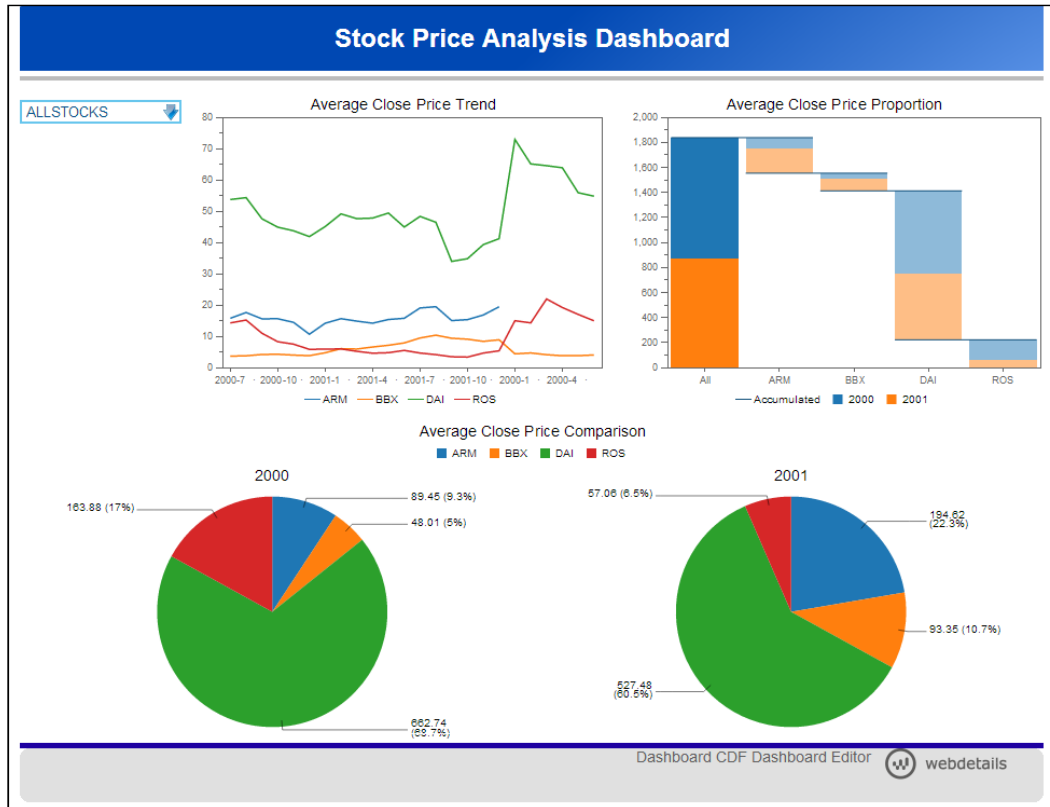 Stock Price Analysis Dashboard
ALLSTOCKS
Average Close Price Trend
80
70
60
50
40
30
20
10
0
2000-7 · 2000-10 · 2001-1 · 2001-4 · 2001-7 · 2001-10 · 2000-1 · 2000-4 ·
ARM BBX DAI ROS
Average Close Price Proportion
2,000
1,800
1,600
1,400
1,200
1,000
800
600
400
200
0
All ARM BBX DAI ROS
Accumulated 2000 2001
Average Close Price Comparison
ARM BBX DAI ROS
2000
163.88 (17%)
89.45 (9.3%)
48.01 (5%)
662.74
(68.7%)
2001
57.06 (6.5%)
194.62
(22.3%)
93.35 (10.7%)
527.48
(60.5%)
Dashboard CDF Dashboard Editor
webdetails